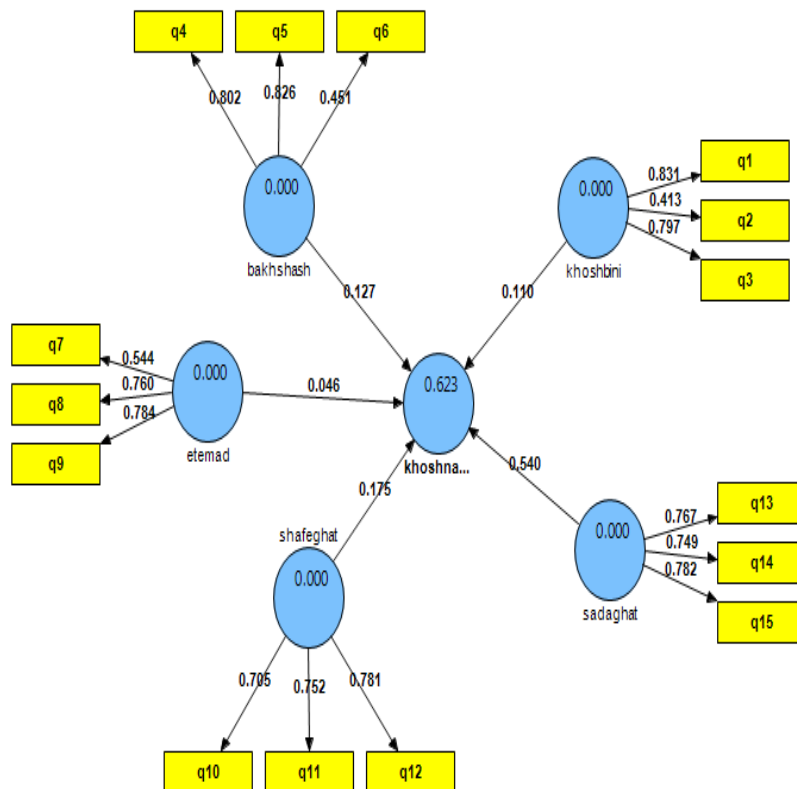 q4
q5
q6
0.802
0.826
0.451
0.000
bakhshash
0.127
q1
q2
q3
0.831
0.413
0.797
0.000
khoshbini
0.110
q7
q8
q9
0.544
0.760
0.784
0.000
etemad
0.046
0.623
khoshna...
0.540
0.175
shafeghat
0.000
0.705
0.752
0.781
q10
q11
q12
q13
q14
q15
0.767
0.749
0.782
0.000
sadaghat